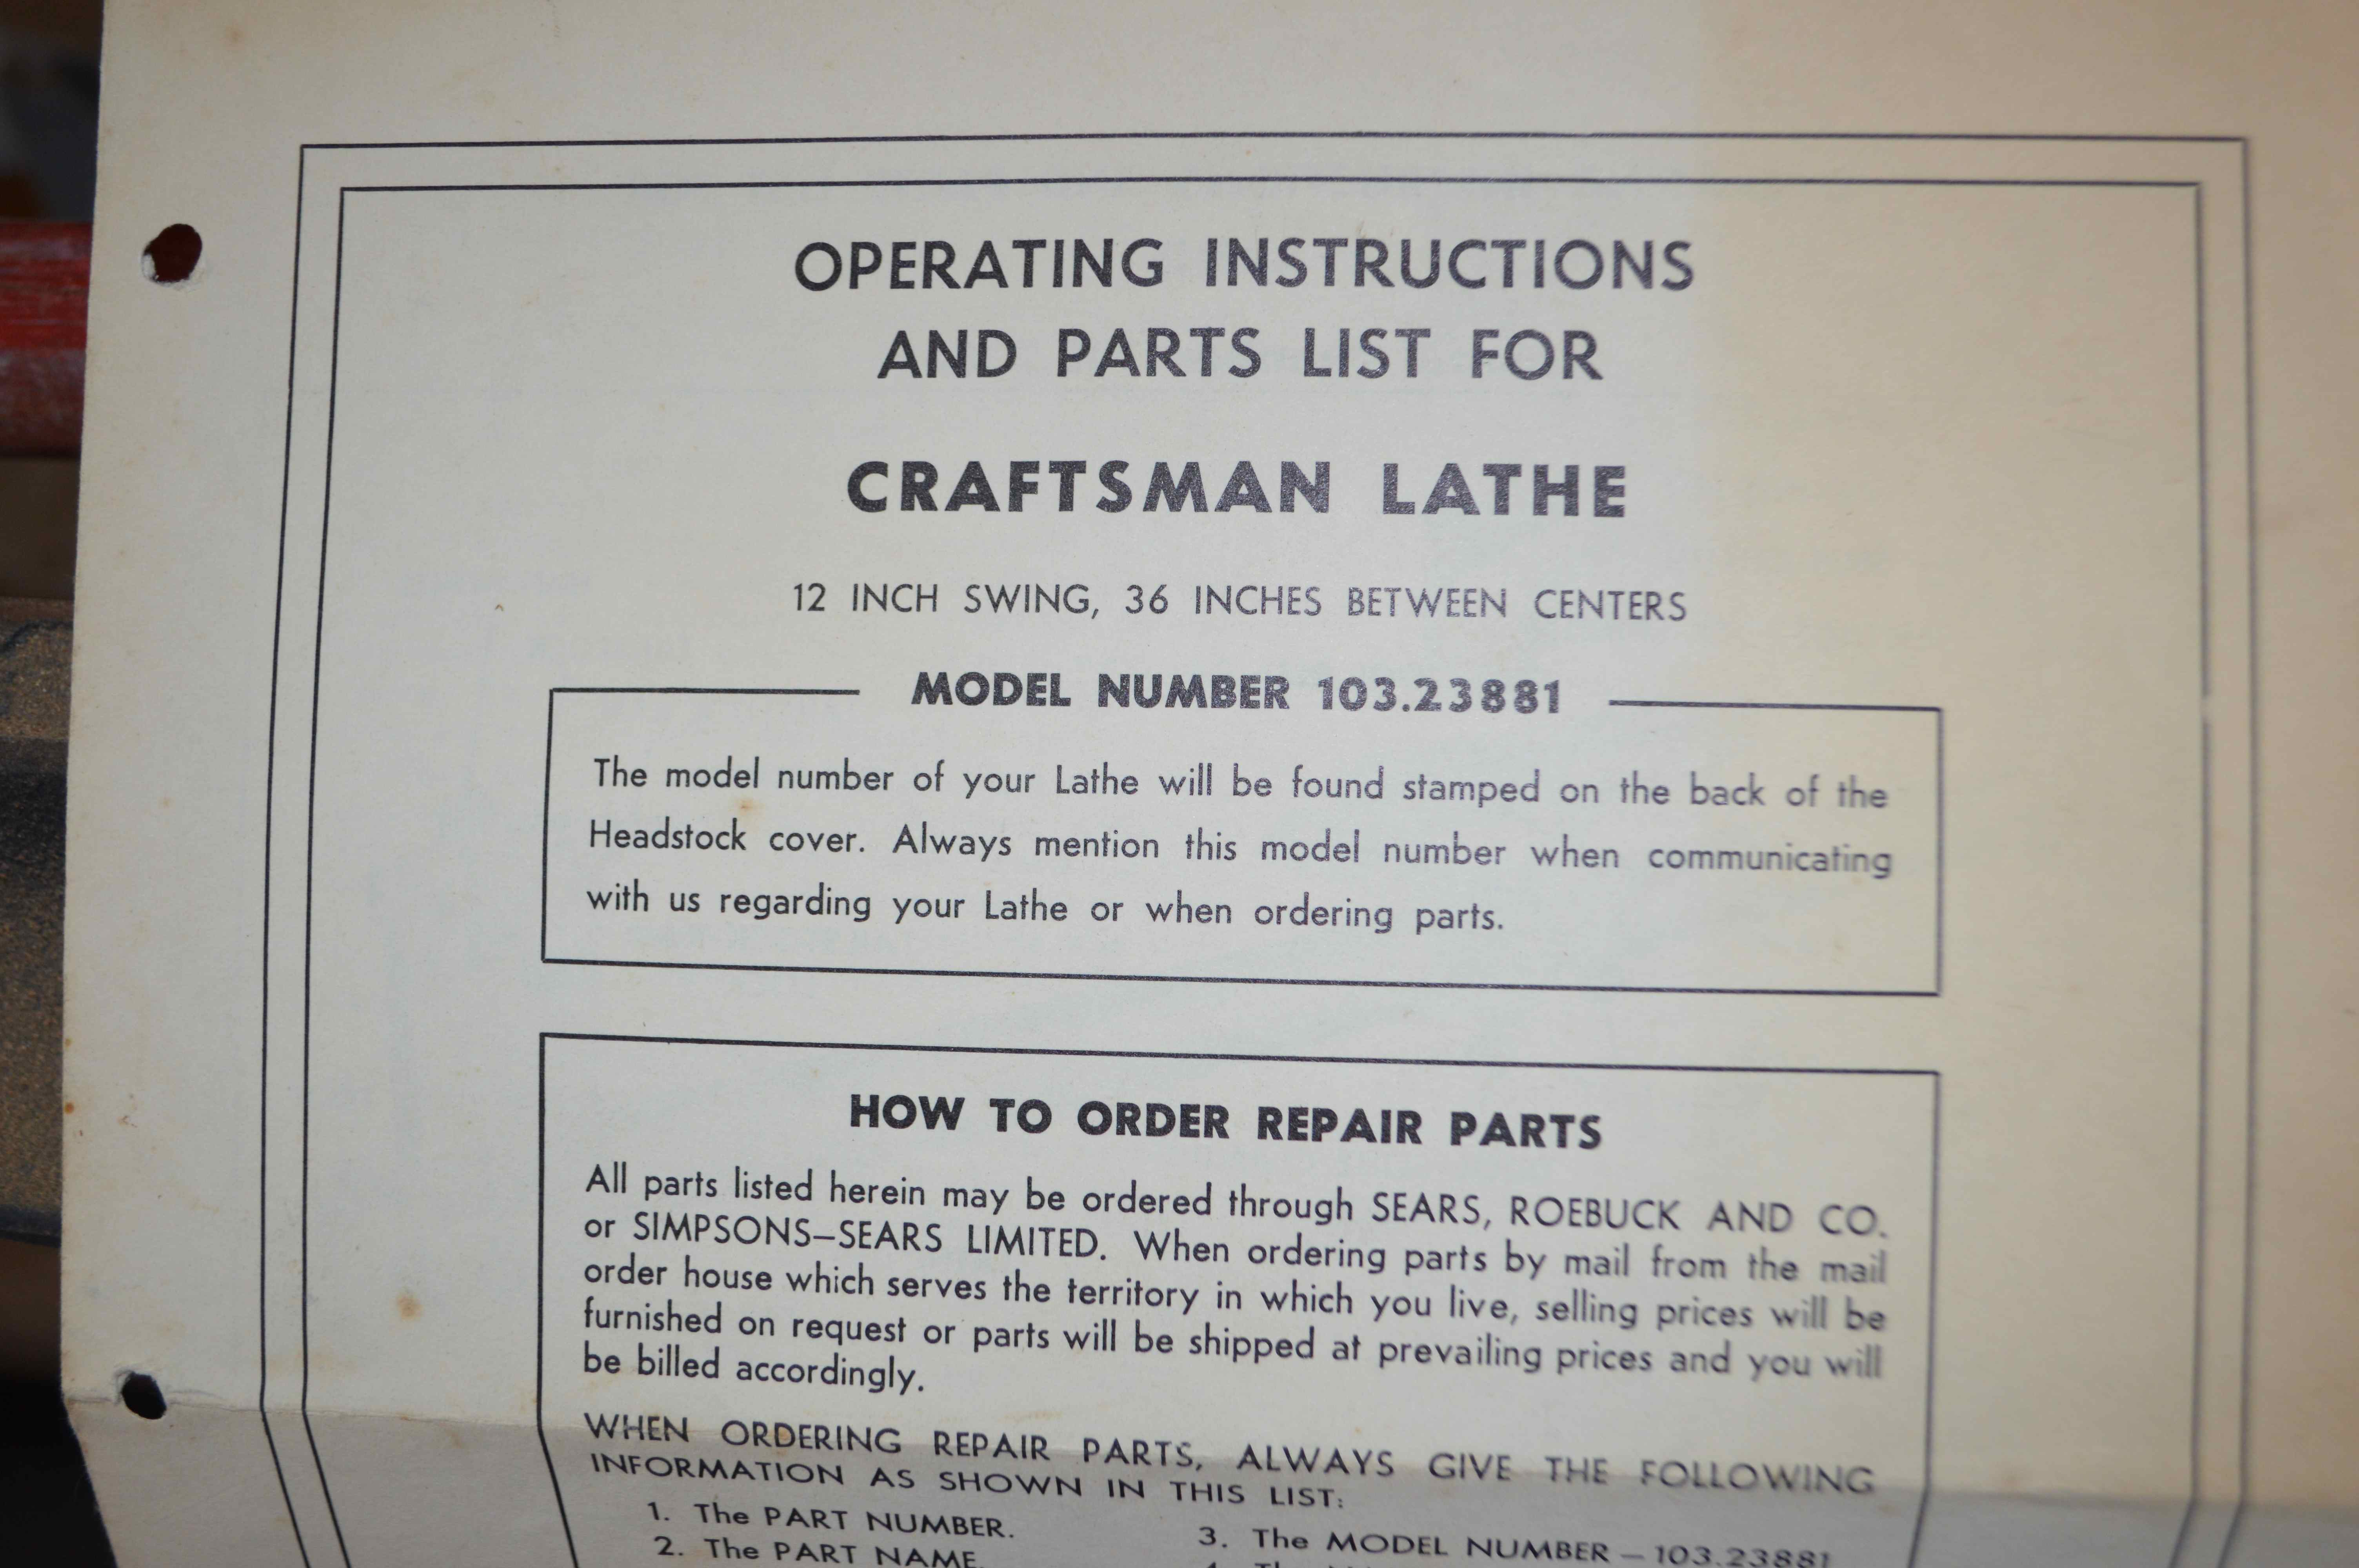 OPERATING INSTRUCTIONS
AND PARTS LIST FOR
CRAFTSMAN LATHE
12 INCH SWING, 36 INCHES BETWEEN CENTERS
MODEL NUMBER 103.23881
The model number of your Lathe will be found stamped on the back of the
Headstock cover. Always mention this model number when communicating
with us regarding your Lathe or when ordering parts.
HOW TO ORDER REPAIR PARTS
All parts listed herein may be ordered through SEARS, ROEBUCK AND CO.
or SIMPSONS–SEARS LIMITED. When ordering parts by mail from the mail
order house which serves the territory in which you live, selling prices will be
furnished on request or parts will be shipped at prevailing prices and you will
be billed accordingly.
WHEN ORDERING REPAIR PARTS, ALWAYS GIVE THE FOLLOWING
INFORMATION AS SHOWN IN THIS LIST:
1. The PART NUMBER.
2. The PART NAME.
3. The MODEL NUMBER – 103.23881